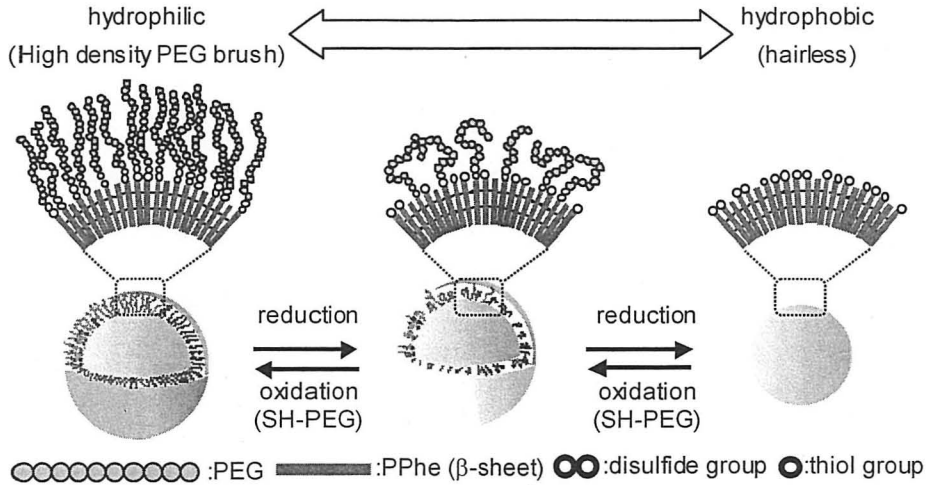 hydrophilic
(High density PEG brush)
hydrophobic
(hairless)
reduction
oxidation
(SH-PEG)
reduction
oxidation
(SH-PEG)
:PEG :PPhe (β-sheet) :disulfide group :thiol group